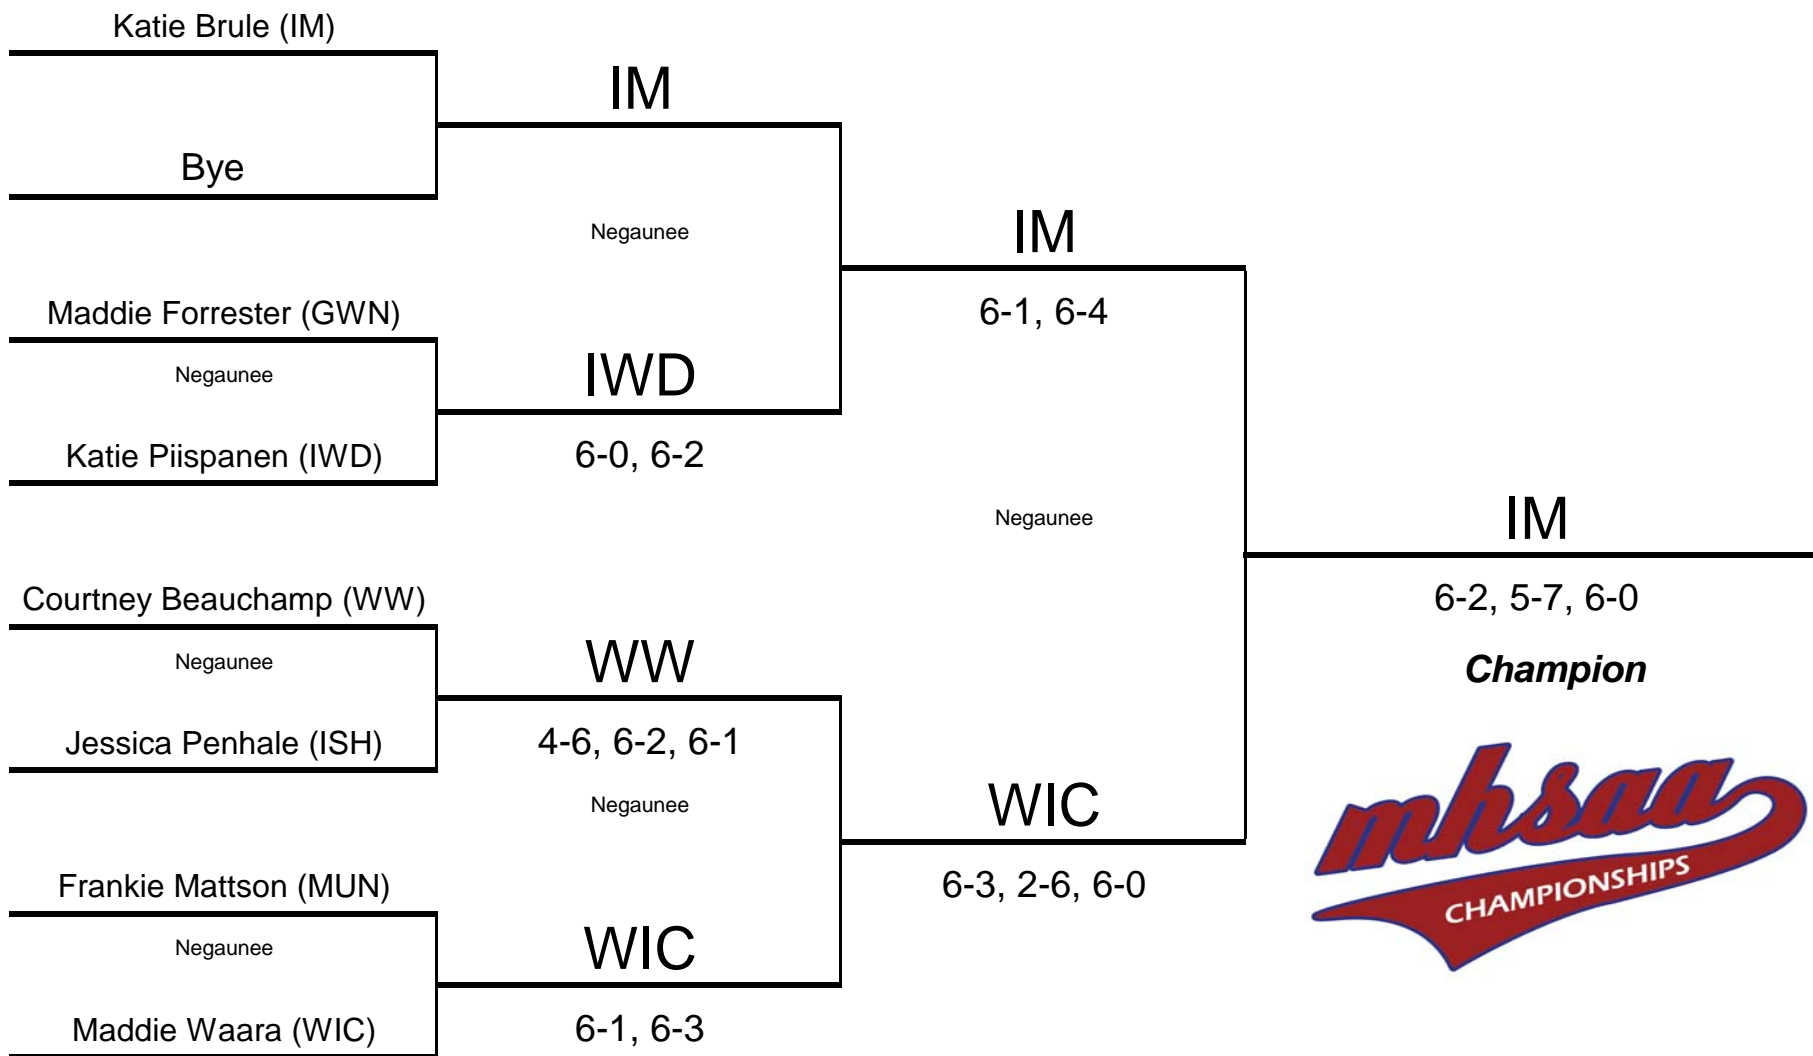 Katie Brule (IM)
IM
Bye
Negaunee
IM
Maddie Forrester (GWN)
6-1, 6-4
Negaunee
IWD
Katie Piispanen (IWD)
6-0, 6-2
Negaunee
IM
Courtney Beauchamp (WW)
6-2, 5-7, 6-0
Negaunee
WW
Champion
Jessica Penhale (ISH)
4-6, 6-2, 6-1
Negaunee
WIC
mhsaa
CHAMPIONSHIPS
Frankie Mattson (MUN)
6-3, 2-6, 6-0
Negaunee
WIC
Maddie Waara (WIC)
6-1, 6-3